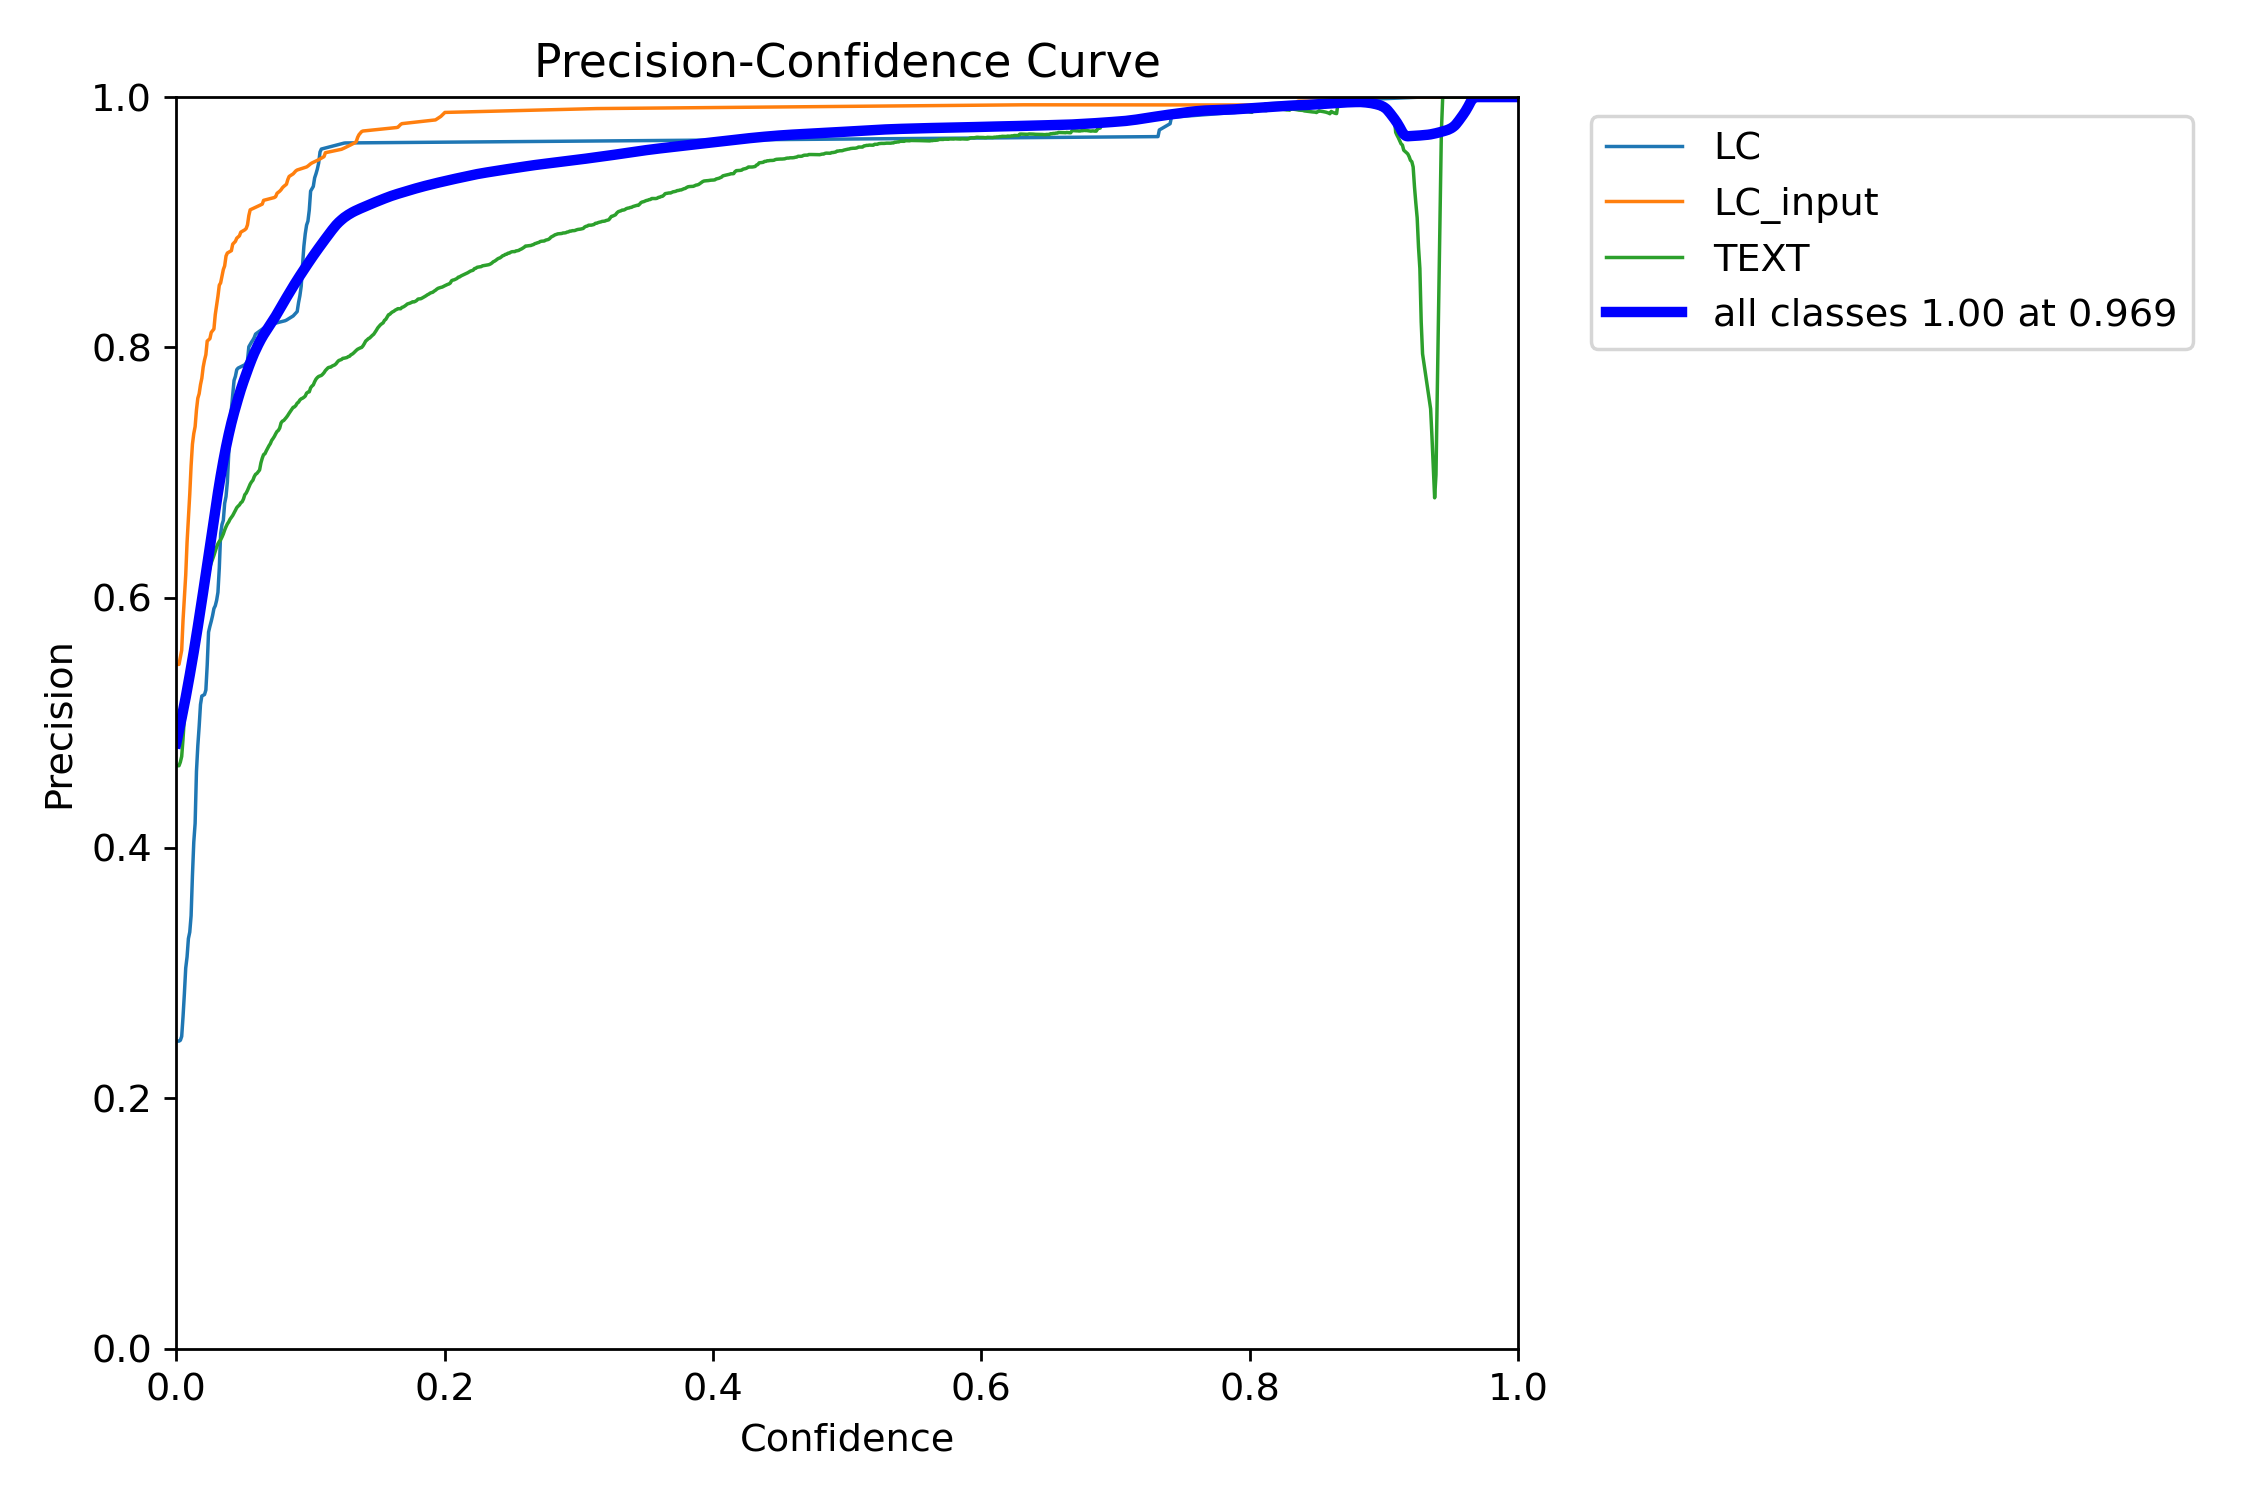 Precision-Confidence Curve
1.0
0.8
0.6
0.4
0.2
0.0
Precision
0.0 0.2 0.4 0.6 0.8 1.0
Confidence
LC
LC_input
TEXT
all classes 1.00 at 0.969